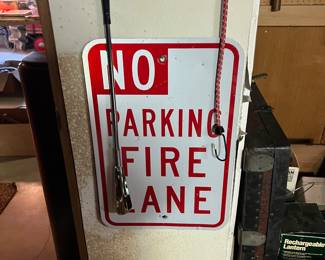 NO
PARKING
FIRE
LANE
Rechargeable
Lantern